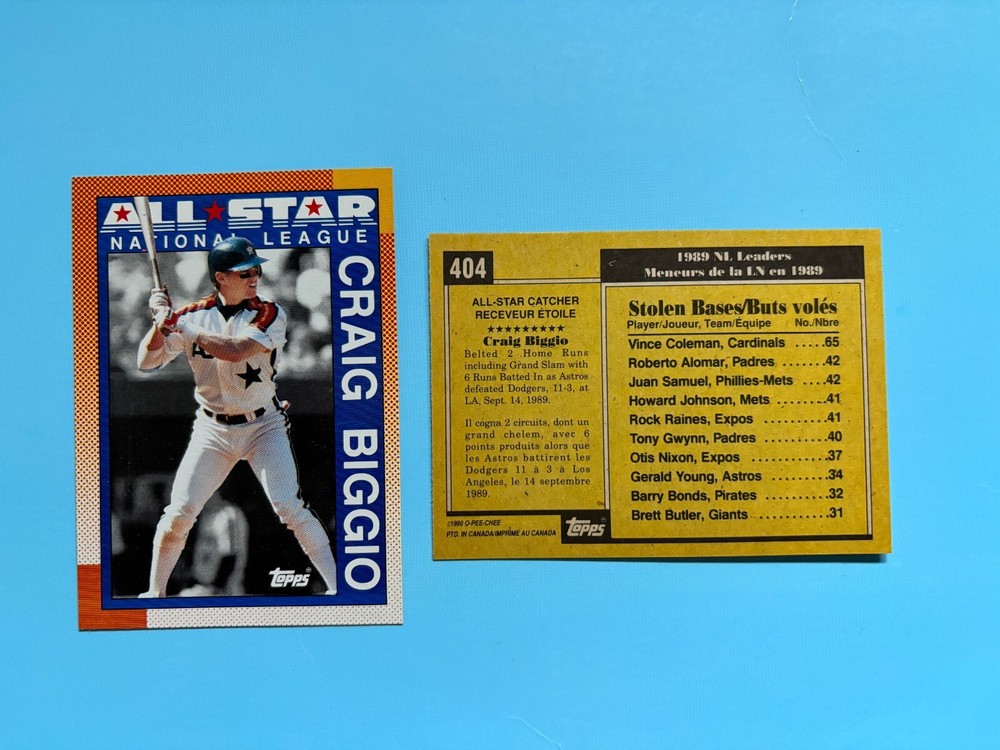 ALL★STAR
NATIONAL LEAGUE
CRAIG BIGGIO
topps
404
ALL-STAR CATCHER
RECEVEUR ÉTOILE
★★★★★★★★★
Craig Biggio
Belted 2 Home Runs
including Grand Slam with
6 Runs Batted In as Astros
defeated Dodgers, 11-3, at
LA, Sept. 14, 1989.
Il cogna 2 circuits, dont un
grand chelem, avec 6
points produits alors que
les Astros battirent les
Dodgers 11 à 3 à Los
Angeles, le 14 septembre
1989.
©1990 O-PEE-CHEE
PTD. IN CANADA/IMPRIMÉ AU CANADA
topps
1989 NL Leaders
Meneurs de la LN en 1989
Stolen Bases/Buts volés
Player/Joueur, Team/Équipe No./Nbre
Vince Coleman, Cardinals .....65
Roberto Alomar, Padres ........42
Juan Samuel, Phillies-Mets ....42
Howard Johnson, Mets ........41
Rock Raines, Expos ...........41
Tony Gwynn, Padres ..........40
Otis Nixon, Expos .............37
Gerald Young, Astros .........34
Barry Bonds, Pirates ..........32
Brett Butler, Giants ............31